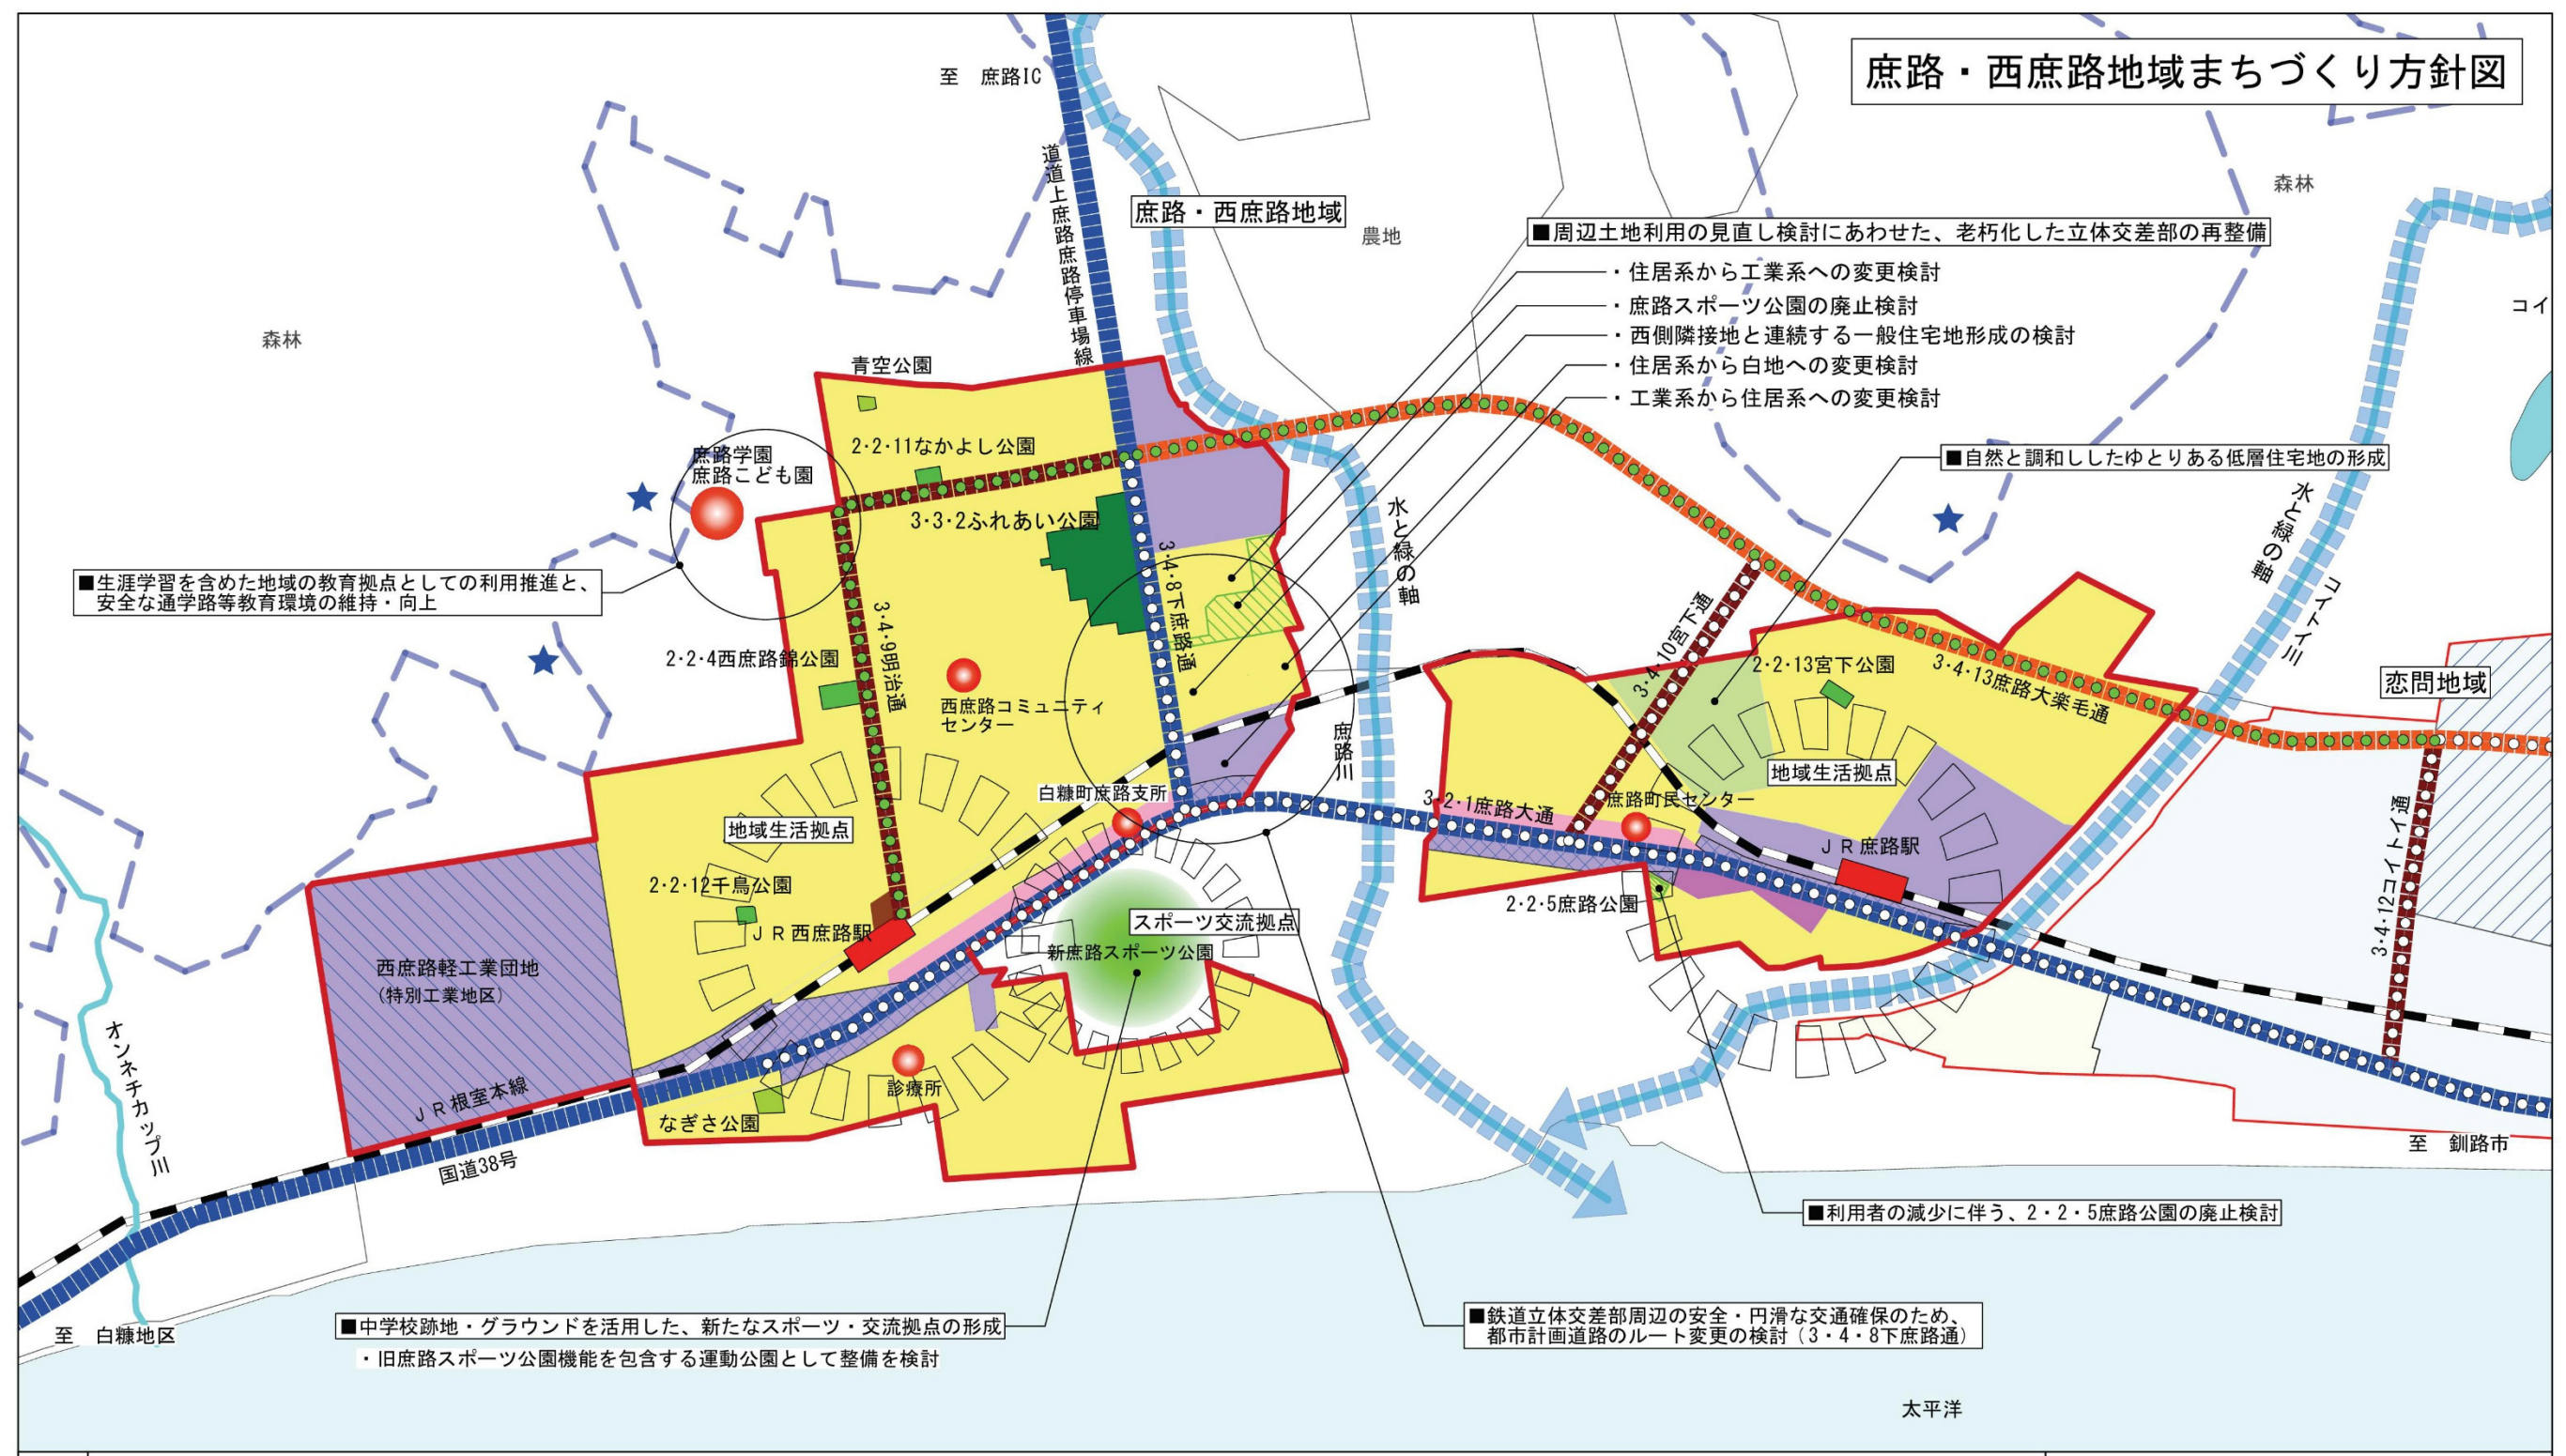 庶路・西庶路地域まちづくり方針図
至 庶路IC
道道上庶路庶路停車場線
庶路・西庶路地域
農地
森林
森林
コイ
■周辺土地利用の見直し検討にあわせた、老朽化した立体交差部の再整備
・住居系から工業系への変更検討
・庶路スポーツ公園の廃止検討
・西側隣接地と連続する一般住宅地形成の検討
・住居系から白地への変更検討
・工業系から住居系への変更検討
青空公園
2・2・11なかよし公園
庶路学園
庶路こども園
3・3・2ふれあい公園
■自然と調和ししたゆとりある低層住宅地の形成
水と緑の軸
水と緑の軸
コイトイ川
■生涯学習を含めた地域の教育拠点としての利用推進と、
安全な通学路等教育環境の維持・向上
3・4・8下庶路通
3・4・9明治通
3・4・10宮下通
2・2・4西庶路錦公園
2・2・13宮下公園
3・4・13庶路大楽毛通
恋問地域
西庶路コミュニティ
センター
庶路川
地域生活拠点
白糠町庶路支所
3・2・1庶路大通
庶路町民センター
地域生活拠点
JR庶路駅
3・4・12コイトイ通
2・2・12千鳥公園
JR西庶路駅
スポーツ交流拠点
新庶路スポーツ公園
2・2・5庶路公園
西庶路軽工業団地
(特別工業地区)
オンネチカップ川
JR根室本線
国道38号
診療所
なぎさ公園
至 釧路市
■利用者の減少に伴う、2・2・5庶路公園の廃止検討
至 白糠地区
■中学校跡地・グラウンドを活用した、新たなスポーツ・交流拠点の形成
・旧庶路スポーツ公園機能を包含する運動公園として整備を検討
■鉄道立体交差部周辺の安全・円滑な交通確保のため、
都市計画道路のルート変更の検討(3・4・8下庶路通)
太平洋